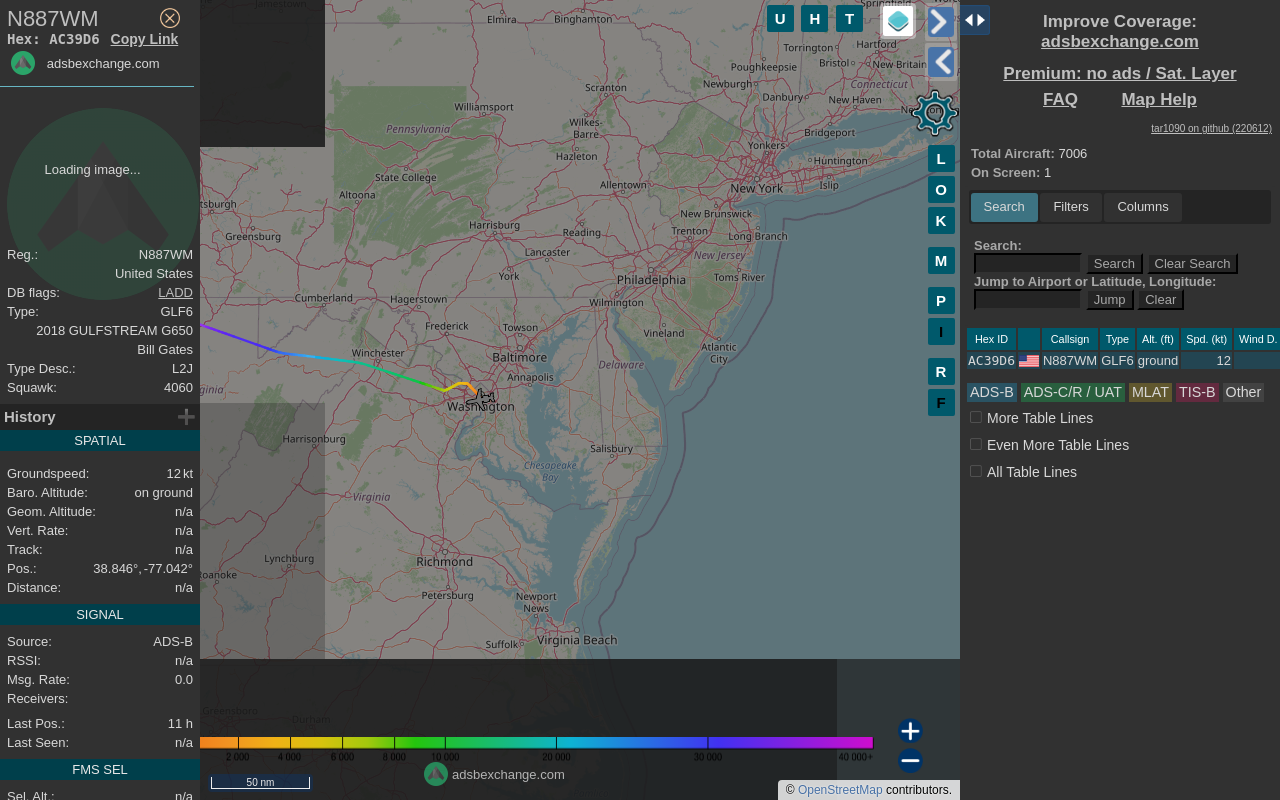 N887WM
Hex: AC39D6 Copy Link
adsbexchange.com
Loading image...
Reg.: N887WM
United States
DB flags: LADD
Type: GLF6
2018 GULFSTREAM G650
Bill Gates
Type Desc.: L2J
Squawk: 4060
History
SPATIAL
Groundspeed: 12 kt
Baro. Altitude: on ground
Geom. Altitude: n/a
Vert. Rate: n/a
Track: n/a
Pos.: 38.846°, -77.042°
Distance: n/a
SIGNAL
Source: ADS-B
RSSI: n/a
Msg. Rate: 0.0
Receivers:
Last Pos.: 11 h
Last Seen: n/a
FMS SEL
Sel. Alt.: n/a
U H T
L
O
K
M
P
I
R
F
Elmira
Binghamton
Springfield
Torrington
Hartford
Bristol
New Britain
Poughkeepsie
Newburgh
Connecticut
Scranton
Danbury
New Haven
Williamsport
Pennsylvania
Wilkes-
Barre
Bridgeport
Yonkers
Hazleton
Huntington
State College
Allentown
New York
Islip
Altoona
tsburgh
New Brunswick
Greensburg
Harrisburg
Reading
Trenton
Long Branch
Lancaster
New Jersey
York
Philadelphia
Toms River
Cumberland
Hagerstown
Wilmington
Frederick
Towson
Vineland
Winchester
Baltimore
Atlantic
City
Delaware
Annapolis
ginia
Washington
Harrisonburg
Salisbury
Chesapeake
Bay
Virginia
Lynchburg
Richmond
Roanoke
Petersburg
Newport
News
Suffolk
Virginia Beach
Greensboro
Durham
2 000 4 000 6 000 8 000 10 000 20 000 30 000 40 000+
50 nm
adsbexchange.com
© OpenStreetMap contributors.
Improve Coverage:
adsbexchange.com
Premium: no ads / Sat. Layer
FAQ Map Help
tar1090 on github (220612)
Total Aircraft: 7006
On Screen: 1
Search Filters Columns
Search:
Search Clear Search
Jump to Airport or Latitude, Longitude:
Jump Clear
Hex ID Callsign Type Alt. (ft) Spd. (kt) Wind D.
AC39D6 N887WM GLF6 ground 12
ADS-B ADS-C/R / UAT MLAT TIS-B Other
More Table Lines
Even More Table Lines
All Table Lines